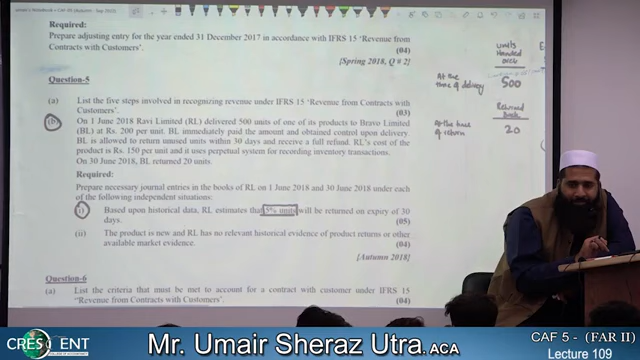 Required:
Prepare adjusting entry for the year ended 31 December 2017 in accordance with IFRS 15 'Revenue from
Contracts with Customers'.
(04)
[Spring 2018, Q # 2]
Question-5
(a) List the five steps involved in recognizing revenue under IFRS 15 'Revenue from Contracts with
Customers'.
(03)
(b) On 1 June 2018 Ravi Limited (RL) delivered 500 units of one of its products to Bravo Limited
(BL) at Rs. 200 per unit. BL immediately paid the amount and obtained control upon delivery.
BL is allowed to return unused units within 30 days and receive a full refund. RL's cost of the
product is Rs. 150 per unit and it uses perpetual system for recording inventory transactions.
On 30 June 2018, BL returned 20 units.
Required:
Prepare necessary journal entries in the books of RL on 1 June 2018 and 30 June 2018 under each
of the following independent situations:
(i) Based upon historical data, RL estimates that 5% units will be returned on expiry of 30
days.
(05)
(ii) The product is new and RL has no relevant historical evidence of product returns or other
available market evidence.
(04)
[Autumn 2018]
Question-6
(a) List the criteria that must be met to account for a contract with customer under IFRS 15
"Revenue from Contracts with Customers'.
(04)
units
Handed
over
At the
time of delivery
500
Returned
back
At the time
of return
20
CRESCENT
Mr. Umair Sheraz Utra. ACA
CAF 5 - (FAR II)
Lecture 109